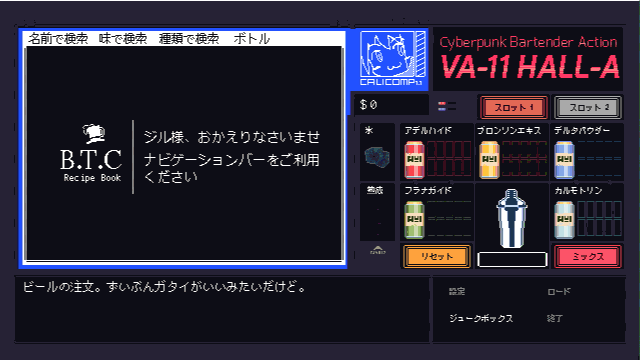 名前で検索 味で検索 種類で検索 ボトル
B.T.C
Recipe Book
ジル様、おかえりなさいませ
ナビゲーションバーをご利用
ください
CALICOMP1.1
Cyberpunk Bartender Action
VA-11 HALL-A
$0
スロット1
スロット2
氷
アデルハイド
ブロンソンエキス
デルタパウダー
熟成
フラナガイド
カルモトリン
リセット
ミックス
ビールの注文。ずいぶんガタイがいいみたいだけど。
設定
ロード
ジュークボックス
終了